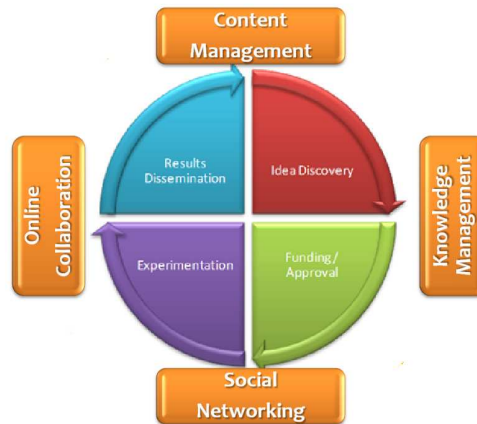 Content
Management
Results
Dissemination
Idea Discovery
Online
Collaboration
Knowledge
Management
Experimentation
Funding/
Approval
Social
Networking